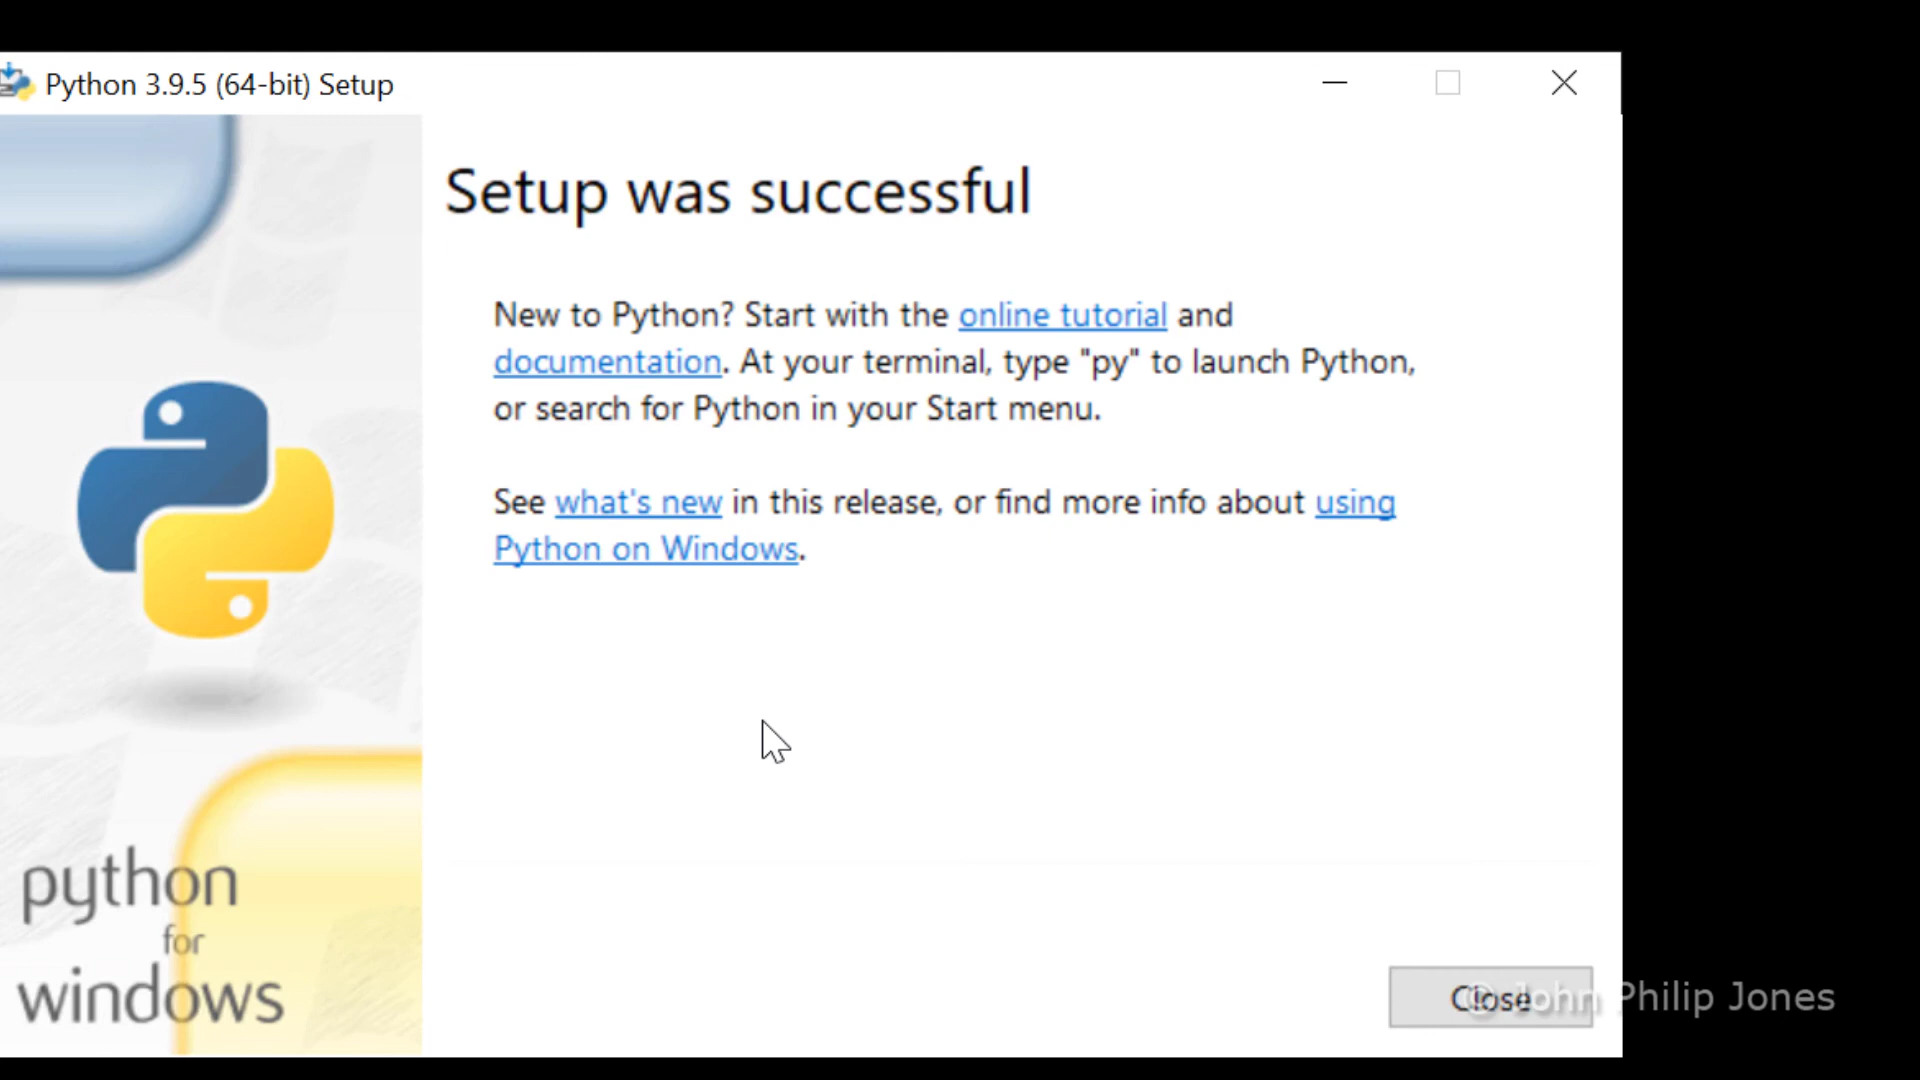 Python 3.9.5 (64-bit) Setup
Setup was successful
New to Python? Start with the online tutorial and
documentation. At your terminal, type "py" to launch Python,
or search for Python in your Start menu.
See what's new in this release, or find more info about using
Python on Windows.
python
for
windows
Close
© John Philip Jones